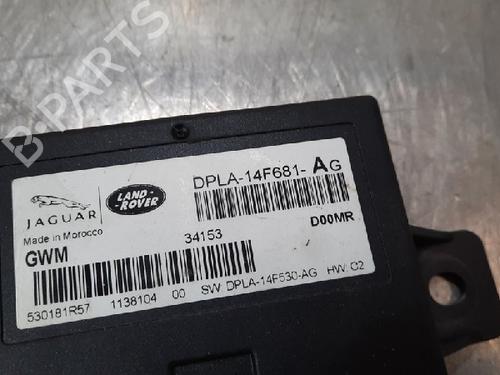 B-PARTS
JAGUAR
LAND-
ROVER
DPLA-14F681- AG
Made in Morocco
GWM
34153
D00MR
530181R57 1138104 00 SW: DPLA-14F530-AG HW: O2